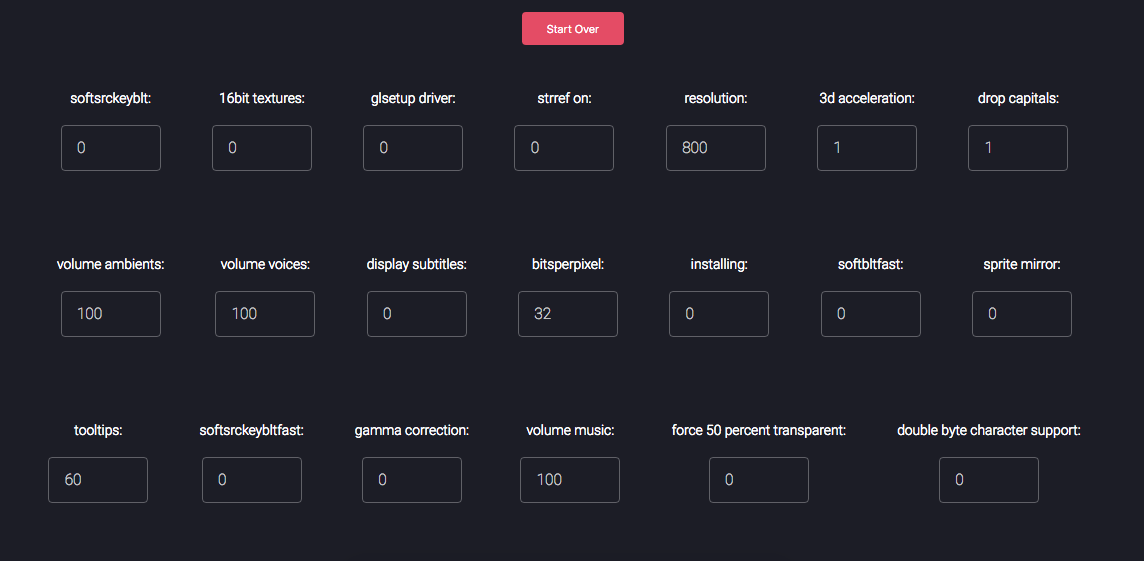 Start Over
softsrckeyblt: 16bit textures: glsetup driver: strref on: resolution: 3d acceleration: drop capitals:
0 0 0 0 800 1 1
volume ambients: volume voices: display subtitles: bitsperpixel: installing: softbltfast: sprite mirror:
100 100 0 32 0 0 0
tooltips: softsrckeybltfast: gamma correction: volume music: force 50 percent transparent: double byte character support:
60 0 0 100 0 0